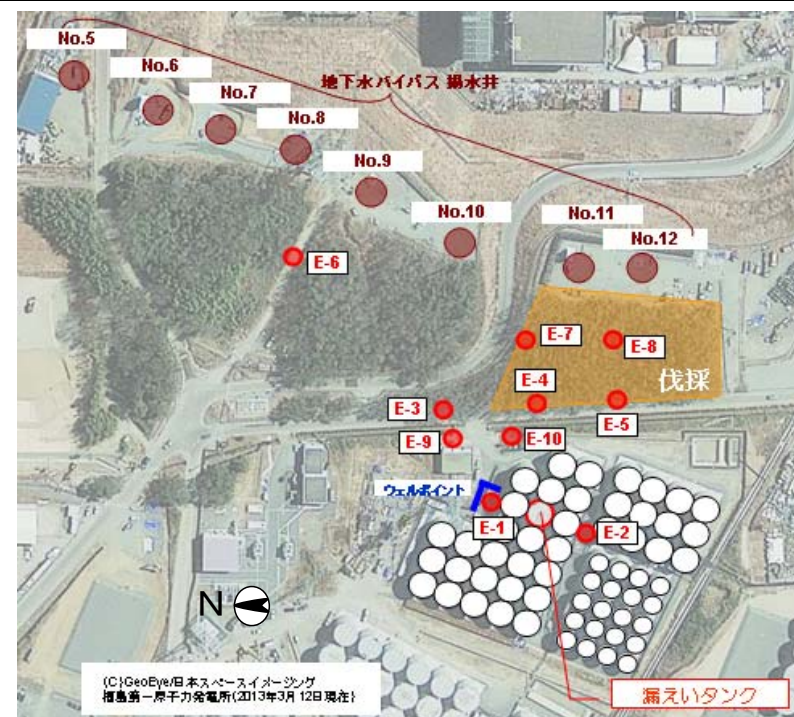 No.5
No.6
No.7
No.8
No.9
No.10
No.11
No.12
地下水バイパス 揚水井
E-6
E-7
E-8
伐採
E-4
E-5
E-3
E-9
E-10
ウェルポイント
E-1
E-2
N
(C)GeoEye/日本スペースイメージング
福島第一原子力発電所(2013年3月12日現在)
漏えいタンク